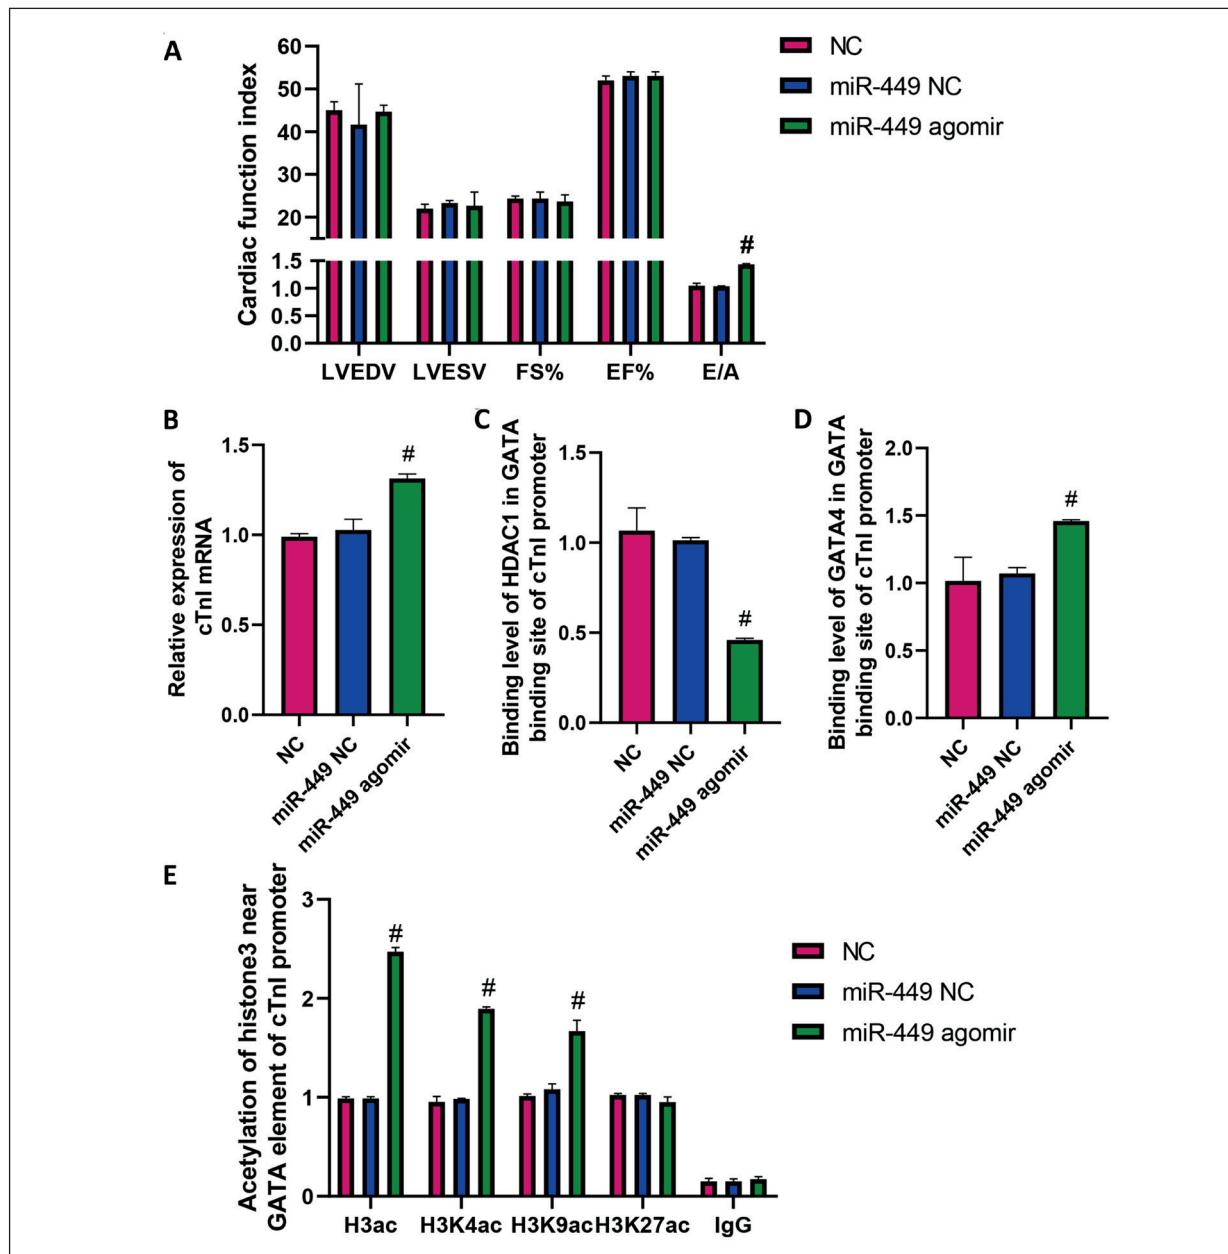 A
Cardiac function index
60
50
40
30
20
1.5
1.0
0.5
0.0
#
LVEDV LVESV FS% EF% E/A
NC
miR-449 NC
miR-449 agomir
B
Relative expression of
cTnI mRNA
1.5
1.0
0.5
0.0
#
NC
miR-449 NC
miR-449 agomir
C
Binding level of HDAC1 in GATA
binding site of cTnI promoter
1.5
1.0
0.5
0.0
#
NC
miR-449 NC
miR-449 agomir
D
Binding level of GATA4 in GATA
binding site of cTnI promoter
2.0
1.5
1.0
0.5
0.0
#
NC
miR-449 NC
miR-449 agomir
E
Acetylation of histone3 near
GATA element of cTnI promoter
3
2
1
0
#
#
#
H3ac H3K4ac H3K9ac H3K27ac IgG
NC
miR-449 NC
miR-449 agomir